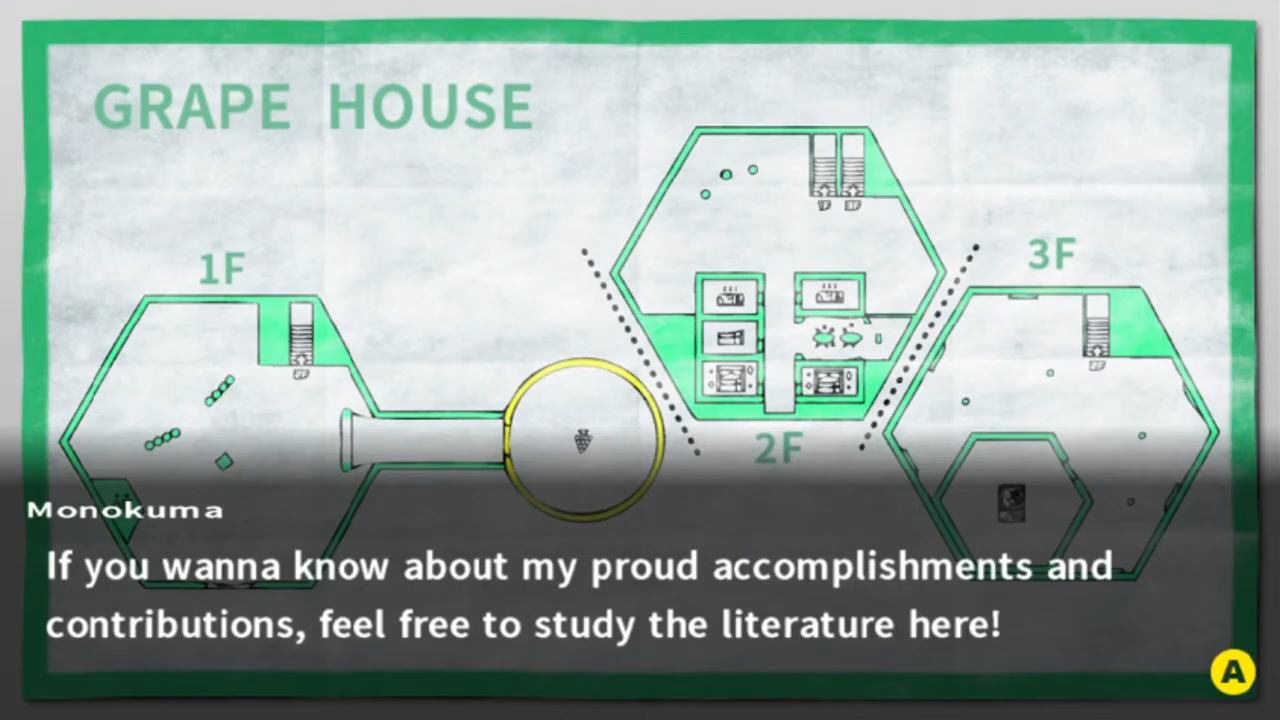 GRAPE HOUSE
1F
2F
3F
Monokuma
If you wanna know about my proud accomplishments and
contributions, feel free to study the literature here!
A